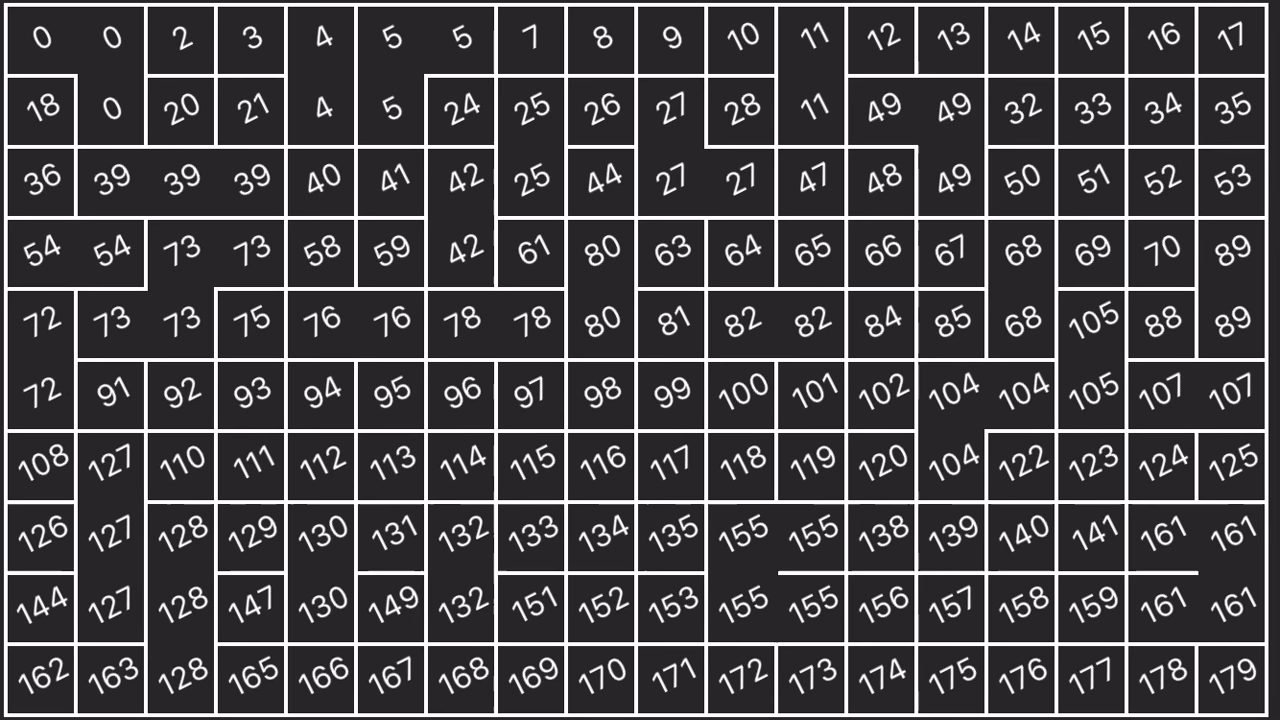 0 0 2 3 4 5 5 7 8 9 10 11 12 13 14 15 16 17
18 0 20 21 4 5 24 25 26 27 28 11 49 49 32 33 34 35
36 39 39 39 40 41 42 25 44 27 27 47 48 49 50 51 52 53
54 54 73 73 58 59 42 61 80 63 64 65 66 67 68 69 70 89
72 73 73 75 76 76 78 78 80 81 82 82 84 85 68 105 88 89
72 91 92 93 94 95 96 97 98 99 100 101 102 104 104 105 107 107
108 127 110 111 112 113 114 115 116 117 118 119 120 104 122 123 124 125
126 127 128 129 130 131 132 133 134 135 155 155 138 139 140 141 161 161
144 127 128 147 130 149 132 151 152 153 155 155 156 157 158 159 161 161
162 163 128 165 166 167 168 169 170 171 172 173 174 175 176 177 178 179